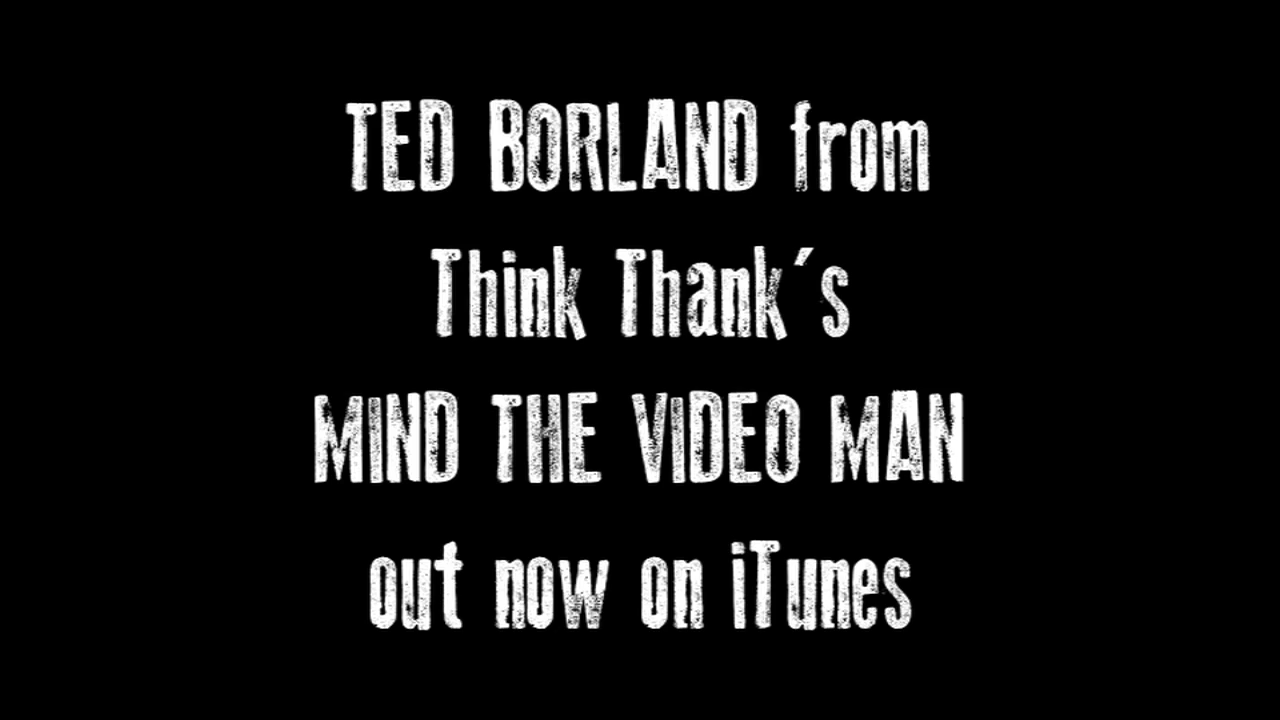 TED BORLAND from
Think Thank´s
MIND THE VIDEO MAN
out now on iTunes